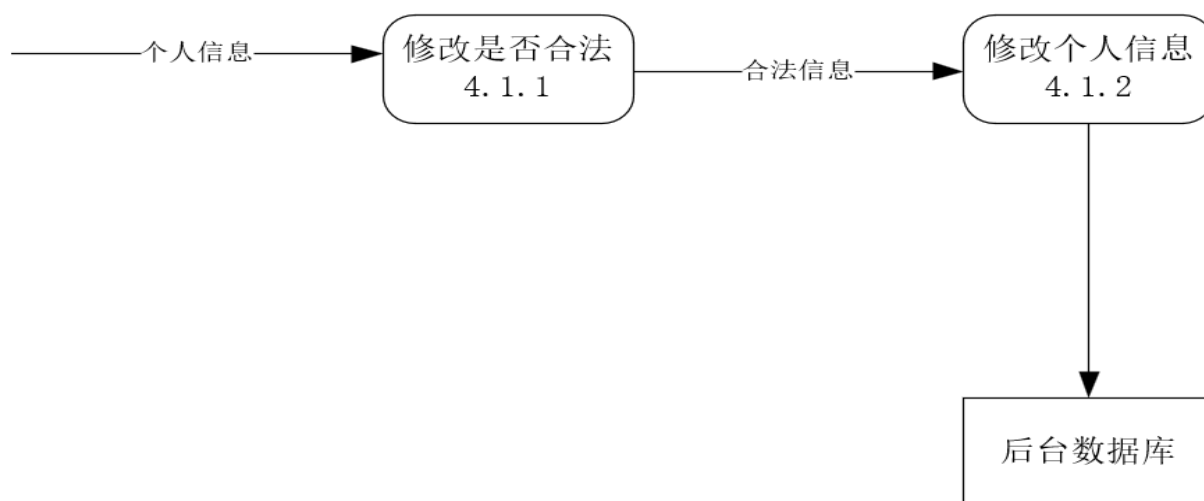 个人信息
修改是否合法
4.1.1
合法信息
修改个人信息
4.1.2
后台数据库